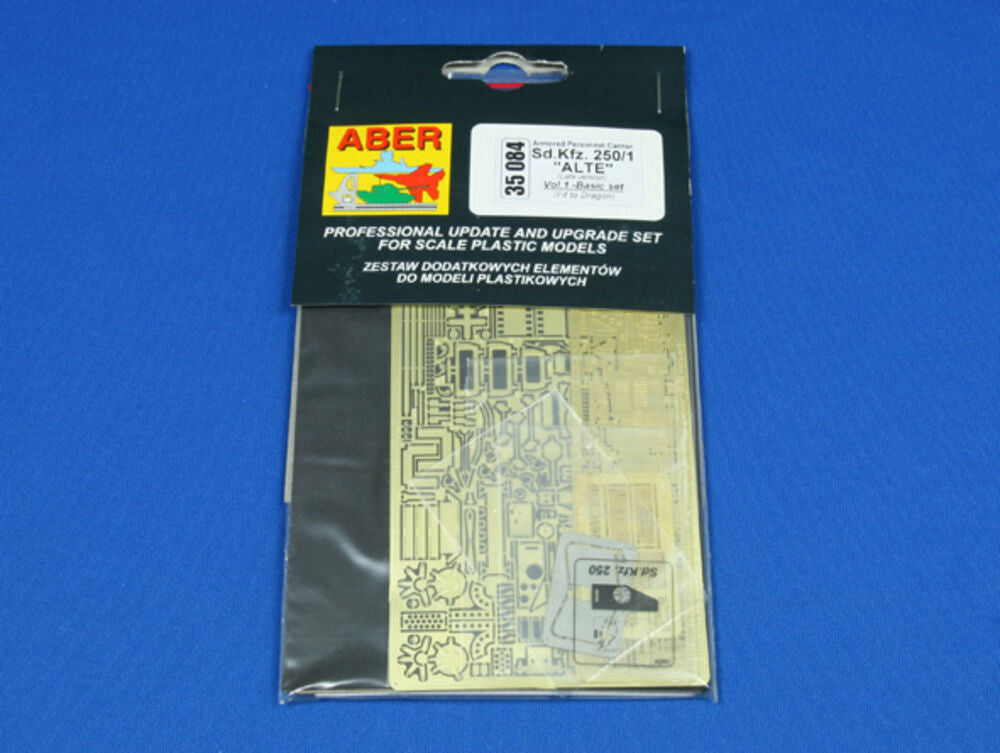 ABER
35 084
Armored Personnel Carrier
Sd.Kfz. 250/1
"ALTE"
(Late version)
Vol.1 -Basic set
(Fit to Dragon)
PROFESSIONAL UPDATE AND UPGRADE SET
FOR SCALE PLASTIC MODELS
ZESTAW DODATKOWYCH ELEMENTÓW
DO MODELI PLASTIKOWYCH
Sd.Kfz. 250